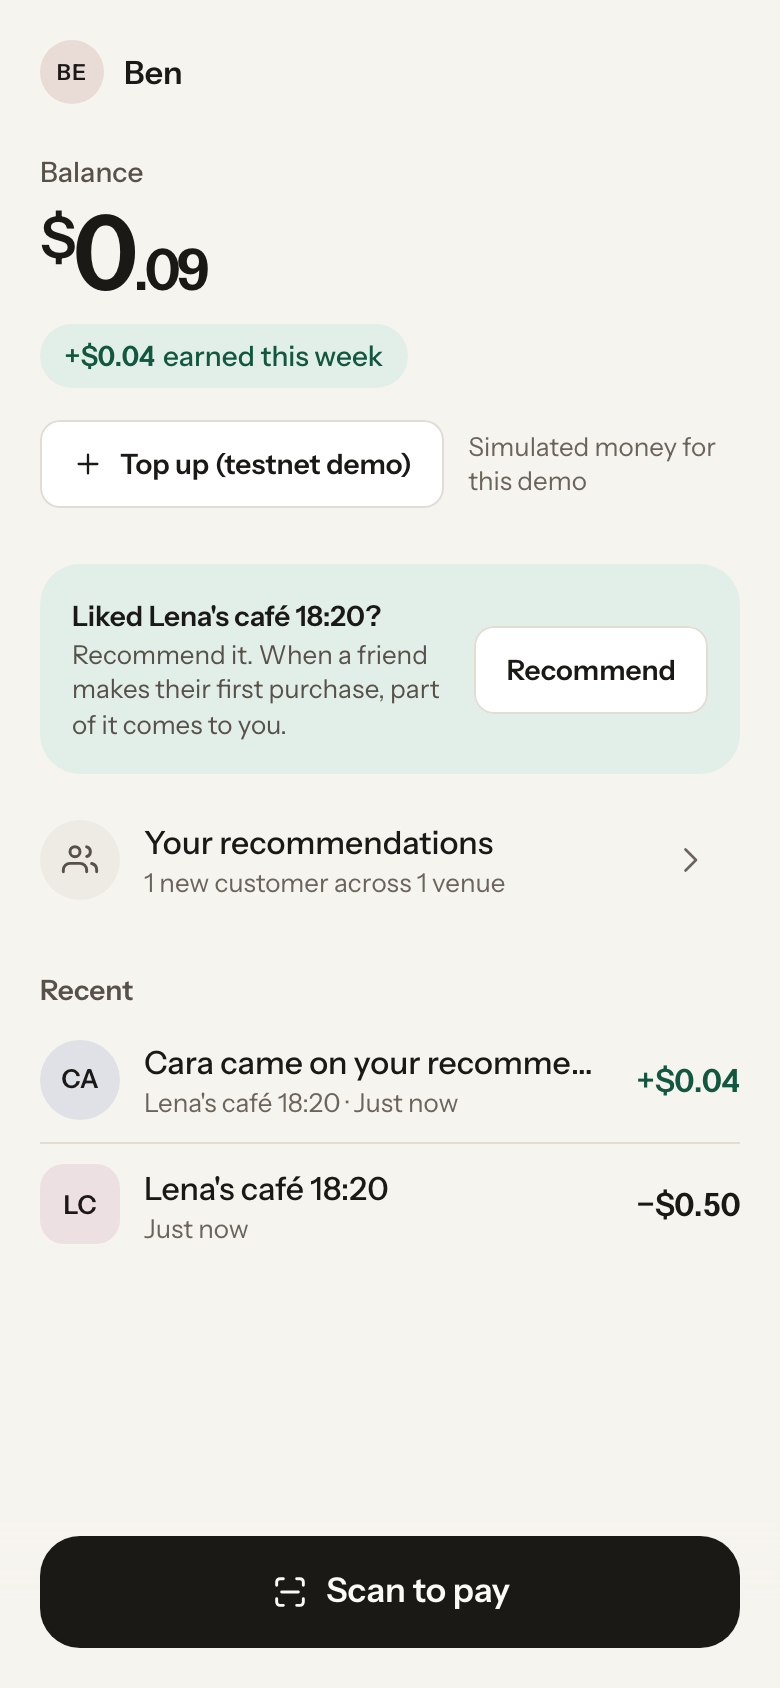 BE
Ben
Balance
$0.09
+$0.04 earned this week
Top up (testnet demo)
Simulated money for
this demo
Liked Lena's café 18:20?
Recommend it. When a friend
makes their first purchase, part
of it comes to you.
Recommend
Your recommendations
1 new customer across 1 venue
Recent
CA
Cara came on your recomme...
+$0.04
Lena's café 18:20 · Just now
LC
Lena's café 18:20
−$0.50
Just now
Scan to pay